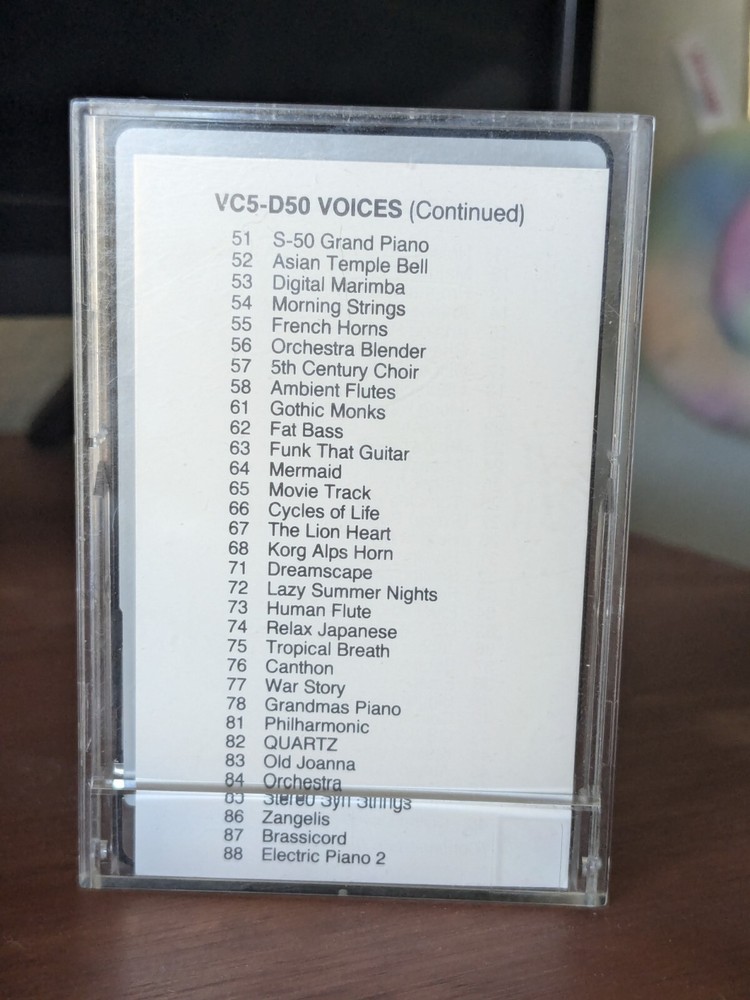 VC5-D50 VOICES (Continued)
51 S-50 Grand Piano
52 Asian Temple Bell
53 Digital Marimba
54 Morning Strings
55 French Horns
56 Orchestra Blender
57 5th Century Choir
58 Ambient Flutes
61 Gothic Monks
62 Fat Bass
63 Funk That Guitar
64 Mermaid
65 Movie Track
66 Cycles of Life
67 The Lion Heart
68 Korg Alps Horn
71 Dreamscape
72 Lazy Summer Nights
73 Human Flute
74 Relax Japanese
75 Tropical Breath
76 Canthon
77 War Story
78 Grandmas Piano
81 Philharmonic
82 QUARTZ
83 Old Joanna
84 Orchestra
85 Stereo Syn Strings
86 Zangelis
87 Brassicord
88 Electric Piano 2